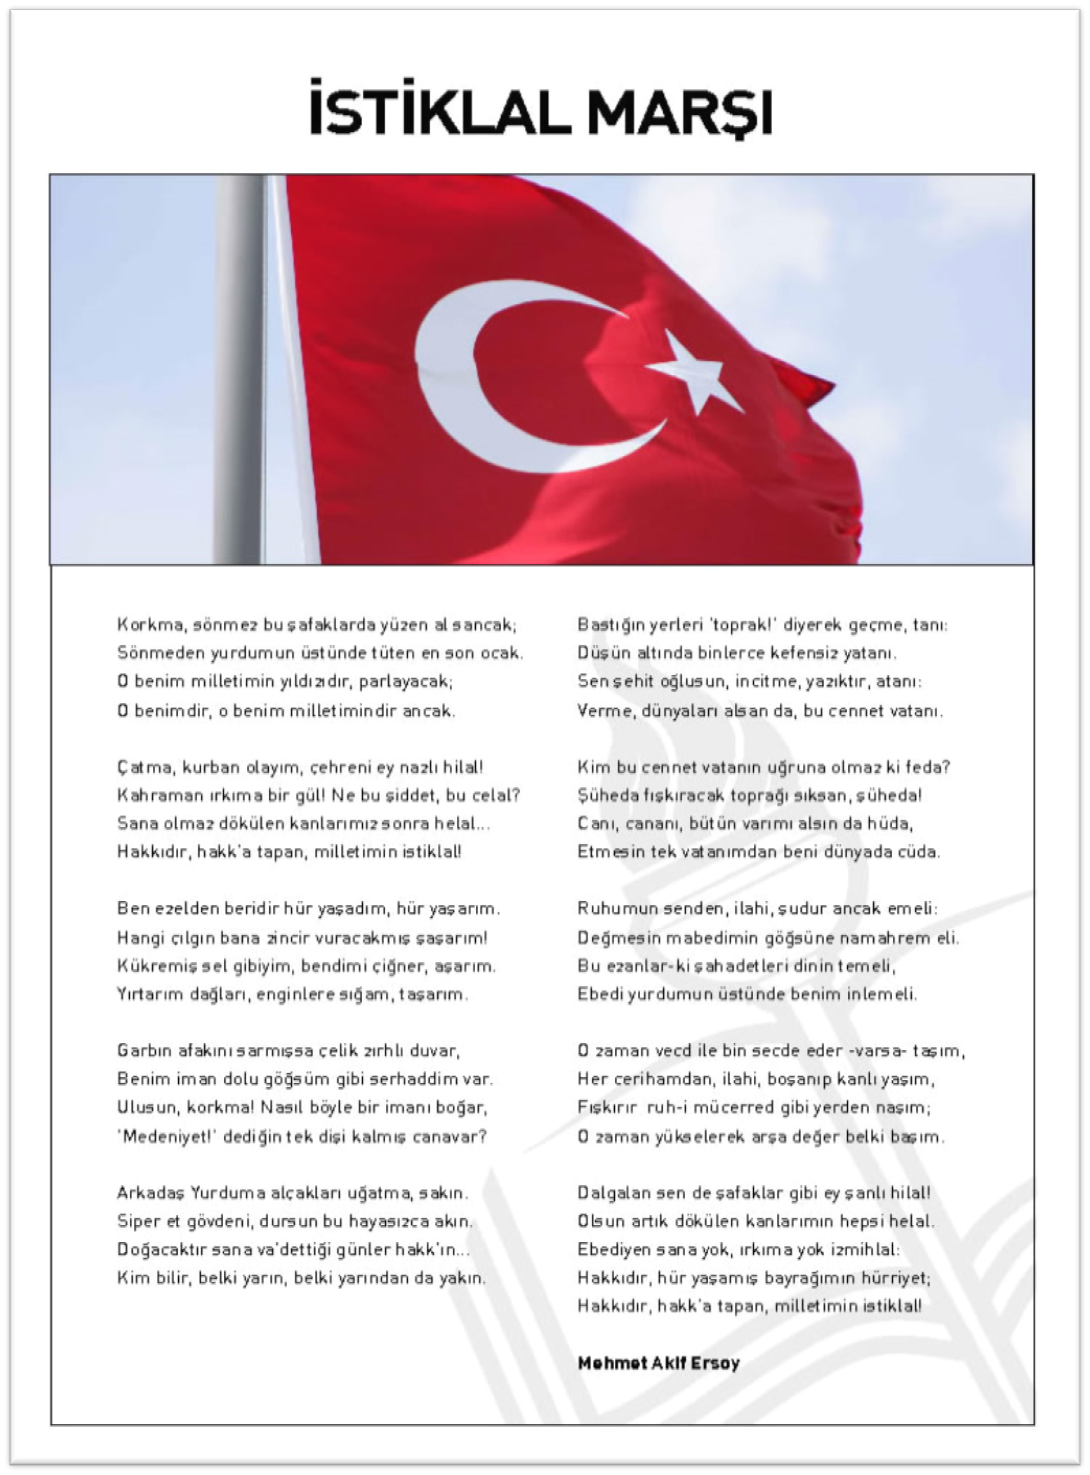 İSTİKLAL MARŞI
Korkma, sönmez bu şafaklarda yüzen al sancak;
Sönmeden yurdumun üstünde tüten en son ocak.
O benim milletimin yıldızıdır, parlayacak;
O benimdir, o benim milletimindir ancak.
Çatma, kurban olayım, çehreni ey nazlı hilal!
Kahraman ırkıma bir gül! Ne bu şiddet, bu celal?
Sana olmaz dökülen kanlarımız sonra helal...
Hakkıdır, hakk'a tapan, milletimin istiklal!
Ben ezelden beridir hür yaşadım, hür yaşarım.
Hangi çılgın bana zincir vuracakmış şaşarım!
Kükremiş sel gibiyim, bendimi çiğner, aşarım.
Yırtarım dağları, enginlere sığam, taşarım.
Garbın afakını sarmışsa çelik zırhlı duvar,
Benim iman dolu göğsüm gibi serhaddim var.
Ulusun, korkma! Nasıl böyle bir imanı boğar,
'Medeniyet!' dediğin tek dişi kalmış canavar?
Arkadaş Yurduma alçakları uğatma, sakın.
Siper et gövdeni, dursun bu hayasızca akın.
Doğacaktır sana va'dettiği günler hakk'ın...
Kim bilir, belki yarın, belki yarından da yakın.
Bastığın yerleri 'toprak!' diyerek geçme, tanı:
Düşün altında binlerce kefensiz yatanı.
Sen şehit oğlusun, incitme, yazıktır, atanı:
Verme, dünyaları alsan da, bu cennet vatanı.
Kim bu cennet vatanın uğruna olmaz ki feda?
Şüheda fışkıracak toprağı sıksan, şüheda!
Canı, cananı, bütün varımı alsın da hüda,
Etmesin tek vatanımdan beni dünyada cüda.
Ruhumun senden, ilahi, şudur ancak emeli:
Değmesin mabedimin göğsüne namahrem eli.
Bu ezanlar-ki şahadetleri dinin temeli,
Ebedi yurdumun üstünde benim inlemeli.
O zaman vecd ile bin secde eder -varsa- taşım,
Her cerihamdan, ilahi, boşanıp kanlı yaşım,
Fışkırır ruh-i mücerred gibi yerden naşım;
O zaman yükselerek arşa değer belki başım.
Dalgalan sen de şafaklar gibi ey şanlı hilal!
Olsun artık dökülen kanlarımın hepsi helal.
Ebediyen sana yok, ırkıma yok izmihlal:
Hakkıdır, hür yaşamış bayrağımın hürriyet;
Hakkıdır, hakk'a tapan, milletimin istiklal!
Mehmet Akif Ersoy